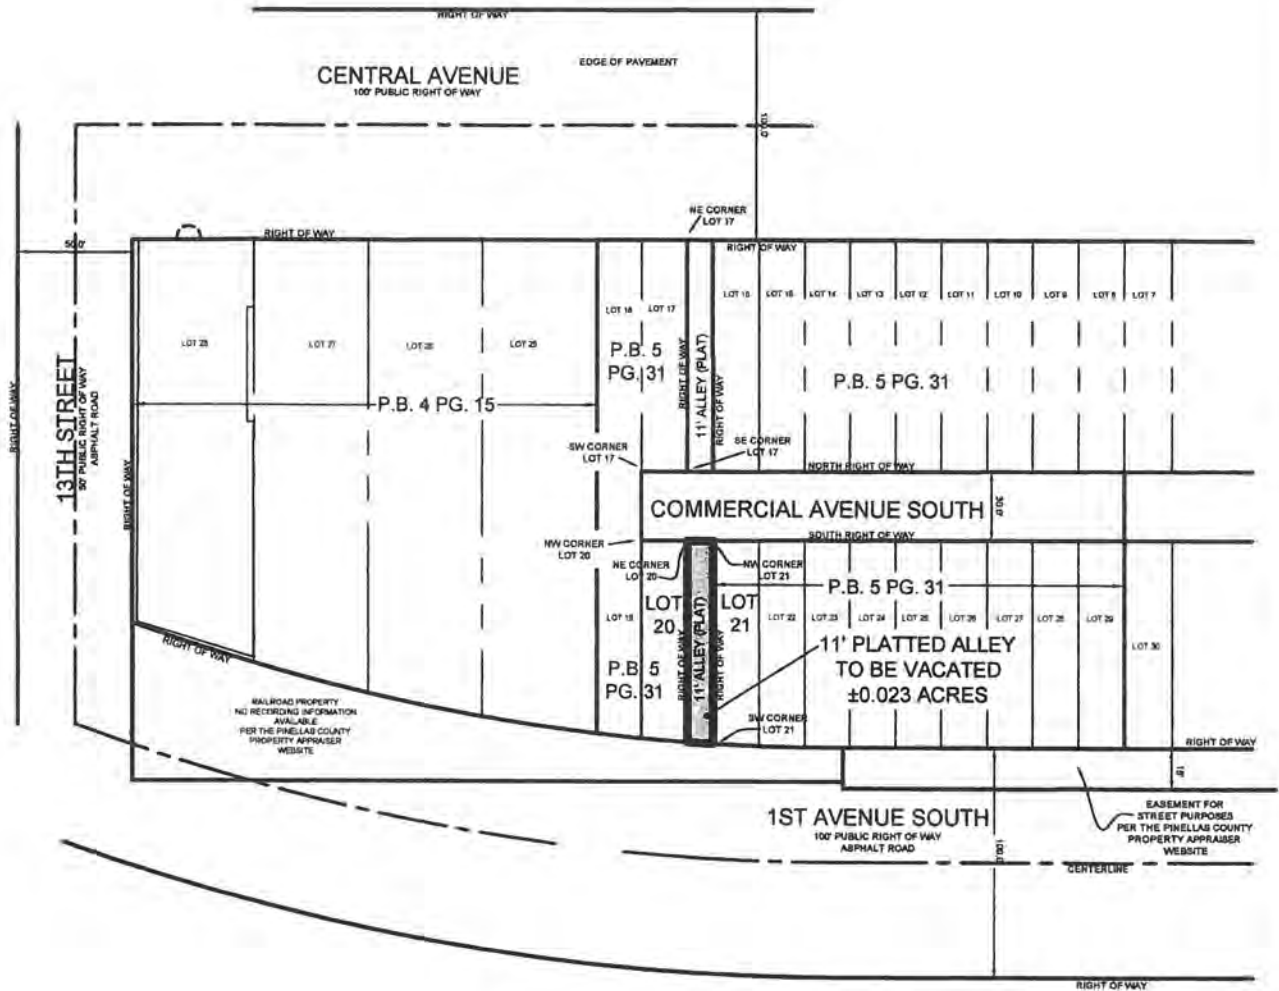 RIGHT OF WAY
CENTRAL AVENUE
100' PUBLIC RIGHT OF WAY
EDGE OF PAVEMENT
100.0'
NE CORNER
LOT 17
RIGHT OF WAY
RIGHT OF WAY
50.0'
RIGHT OF WAY
13TH STREET
50' PUBLIC RIGHT OF WAY
ASPHALT ROAD
RIGHT OF WAY
LOT 27
LOT 18
LOT 17
LOT 15
LOT 14
LOT 13
LOT 12
LOT 11
LOT 10
LOT 9
LOT 8
LOT 7
P.B. 4 PG. 15
P.B. 5
PG. 31
RIGHT OF WAY
11' ALLEY (PLAT)
RIGHT OF WAY
P.B. 5 PG. 31
SW CORNER
LOT 17
SE CORNER
LOT 17
NORTH RIGHT OF WAY
COMMERCIAL AVENUE SOUTH
30.0'
SOUTH RIGHT OF WAY
NW CORNER
LOT 20
NE CORNER
LOT 20
NW CORNER
LOT 21
P.B. 5 PG. 31
LOT 19
LOT
20
RIGHT OF WAY
11' ALLEY (PLAT)
RIGHT OF WAY
LOT
21
LOT 22
LOT 23
LOT 24
LOT 25
LOT 26
LOT 27
LOT 28
LOT 29
LOT 30
P.B. 5
PG. 31
11' PLATTED ALLEY
TO BE VACATED
±0.023 ACRES
SW CORNER
LOT 21
RIGHT OF WAY
RAILROAD PROPERTY
NO RECORDING INFORMATION
AVAILABLE
PER THE PINELLAS COUNTY
PROPERTY APPRAISER
WEBSITE
RIGHT OF WAY
1ST AVENUE SOUTH
100' PUBLIC RIGHT OF WAY
ASPHALT ROAD
100.0'
EASEMENT FOR
STREET PURPOSES
PER THE PINELLAS COUNTY
PROPERTY APPRAISER
WEBSITE
CENTERLINE
RIGHT OF WAY